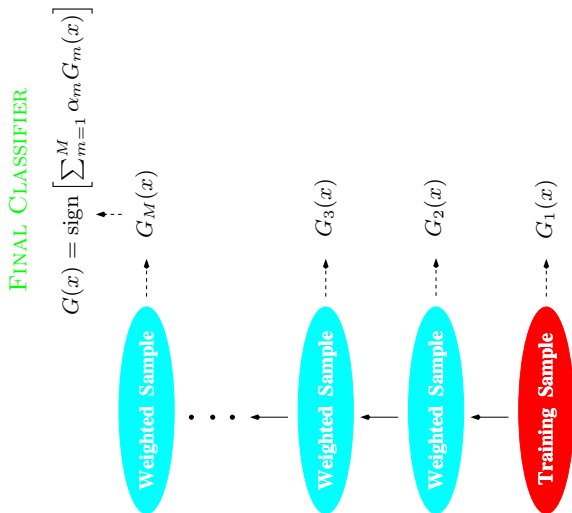 FINAL CLASSIFIER
G(x) = sign [∑_{m=1}^{M} α_m G_m(x)]
Weighted Sample
G_M(x)
. . .
Weighted Sample
G_3(x)
Weighted Sample
G_2(x)
Training Sample
G_1(x)